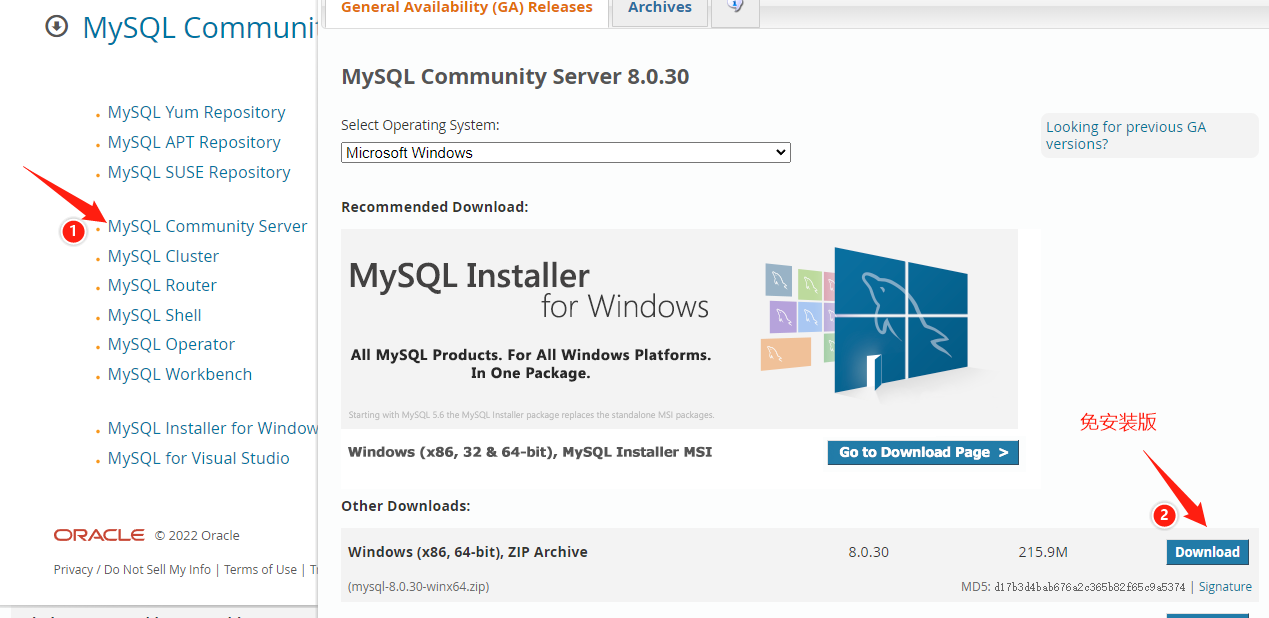 MySQL Communi
MySQL Yum Repository
MySQL APT Repository
MySQL SUSE Repository
1
MySQL Community Server
MySQL Cluster
MySQL Router
MySQL Shell
MySQL Operator
MySQL Workbench
MySQL Installer for Window
MySQL for Visual Studio
ORACLE © 2022 Oracle
Privacy / Do Not Sell My Info | Terms of Use | T
General Availability (GA) Releases
Archives
MySQL Community Server 8.0.30
Select Operating System:
Microsoft Windows
Looking for previous GA
versions?
Recommended Download:
MySQL Installer
for Windows
All MySQL Products. For All Windows Platforms.
In One Package.
Starting with MySQL 5.6 the MySQL Installer package replaces the standalone MSI packages.
Windows (x86, 32 & 64-bit), MySQL Installer MSI
Go to Download Page >
免安装版
Other Downloads:
2
Windows (x86, 64-bit), ZIP Archive 8.0.30 215.9M Download
(mysql-8.0.30-winx64.zip) MD5: d17b3d4bab676a2c365b82f65c9a5374 | Signature